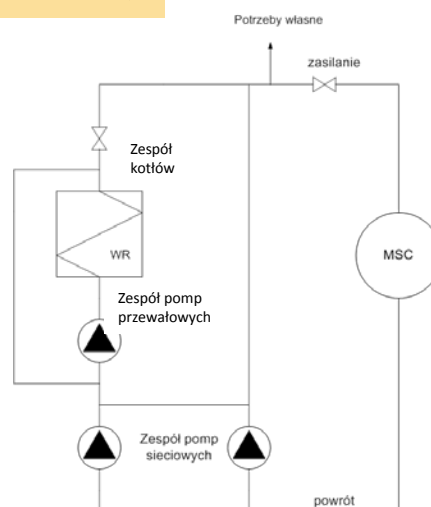 Potrzeby własne
zasilanie
Zespół
kotłów
WR
MSC
Zespół pomp
przewałowych
Zespół pomp
sieciowych
powrót